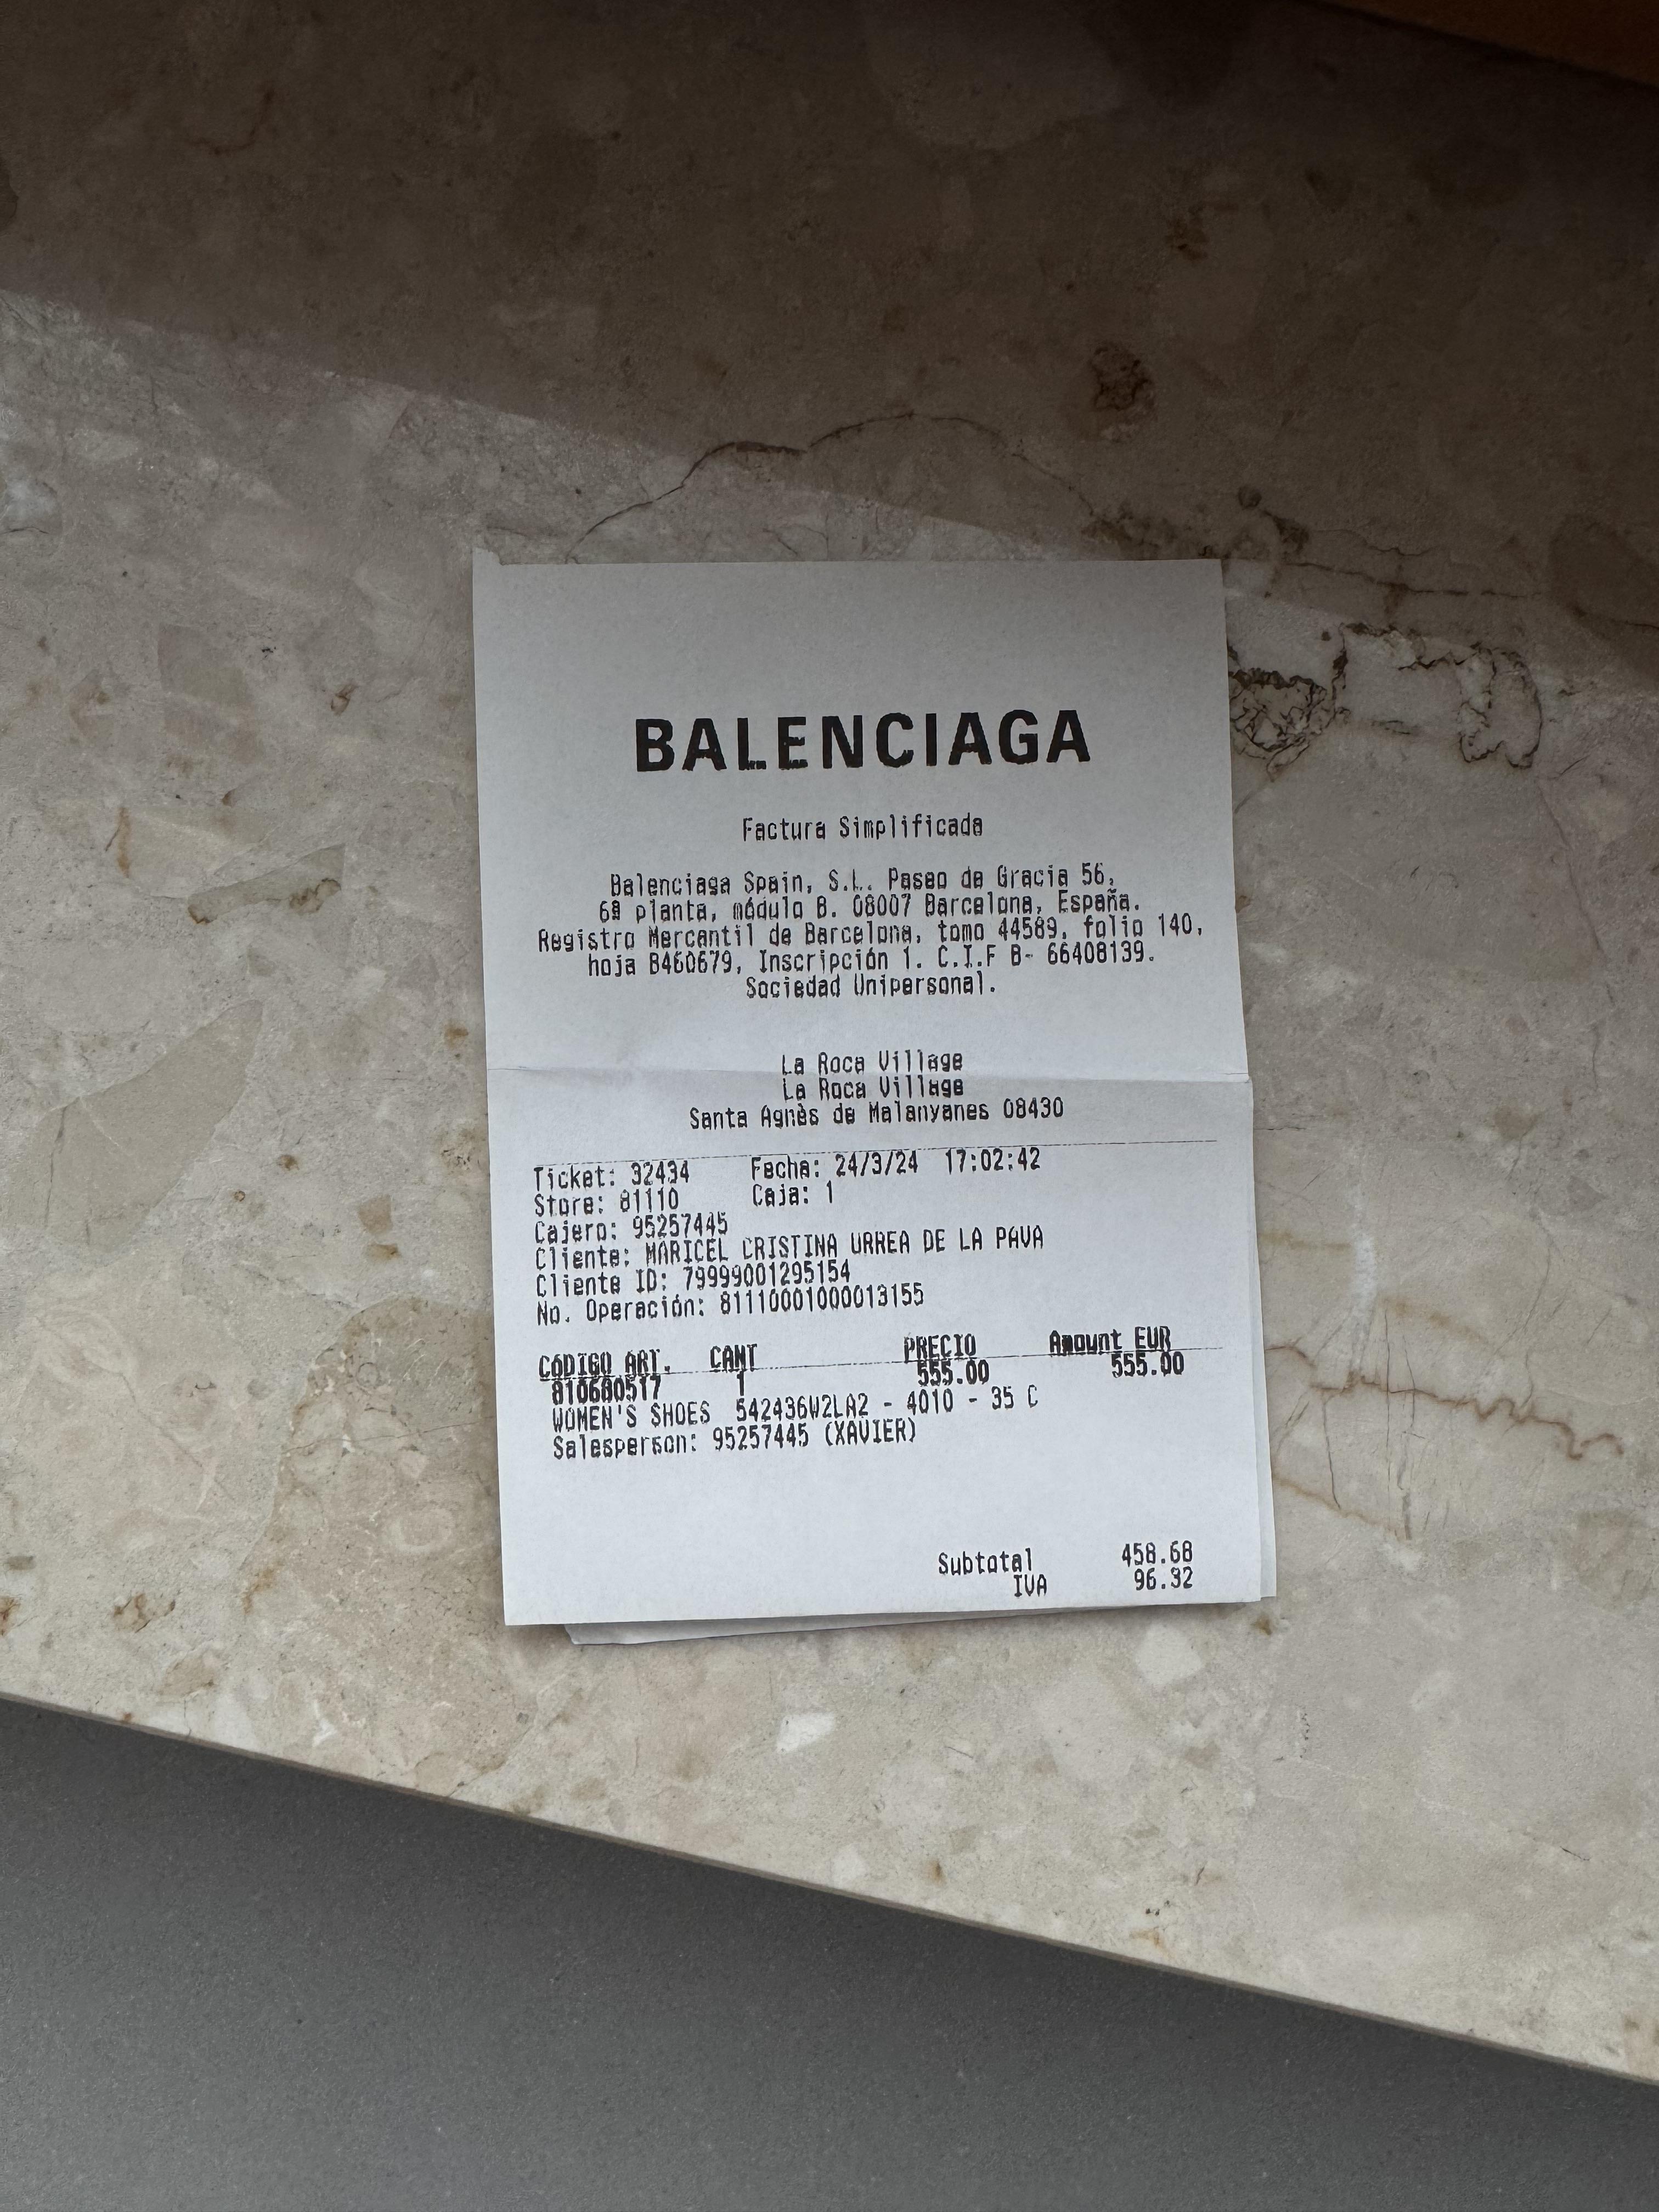 BALENCIAGA
Factura Simplificada
Balenciaga Spain, S.L. Paseo de Gracia 56,
6ª planta, módulo B. 08007 Barcelona, España.
Registro Mercantil de Barcelona, tomo 44589, folio 140,
hoja B460679, Inscripción 1. C.I.F B- 66408139.
Sociedad Unipersonal.
La Roca Village
La Roca Village
Santa Agnès de Malanyanes 08430
Ticket: 32434 Fecha: 24/3/24 17:02:42
Store: 81110 Caja: 1
Cajero: 95257445
Cliente: MARICEL CRISTINA URREA DE LA PAVA
Cliente ID: 79999001295154
No. Operación: 81110001000013155
CóDIGO ART. CANT PRECIO Amount EUR
810680517 1 555.00 555.00
WOMEN'S SHOES 542436W2LA2 - 4010 - 35 C
Salesperson: 95257445 (XAVIER)
Subtotal 458.68
IVA 96.32